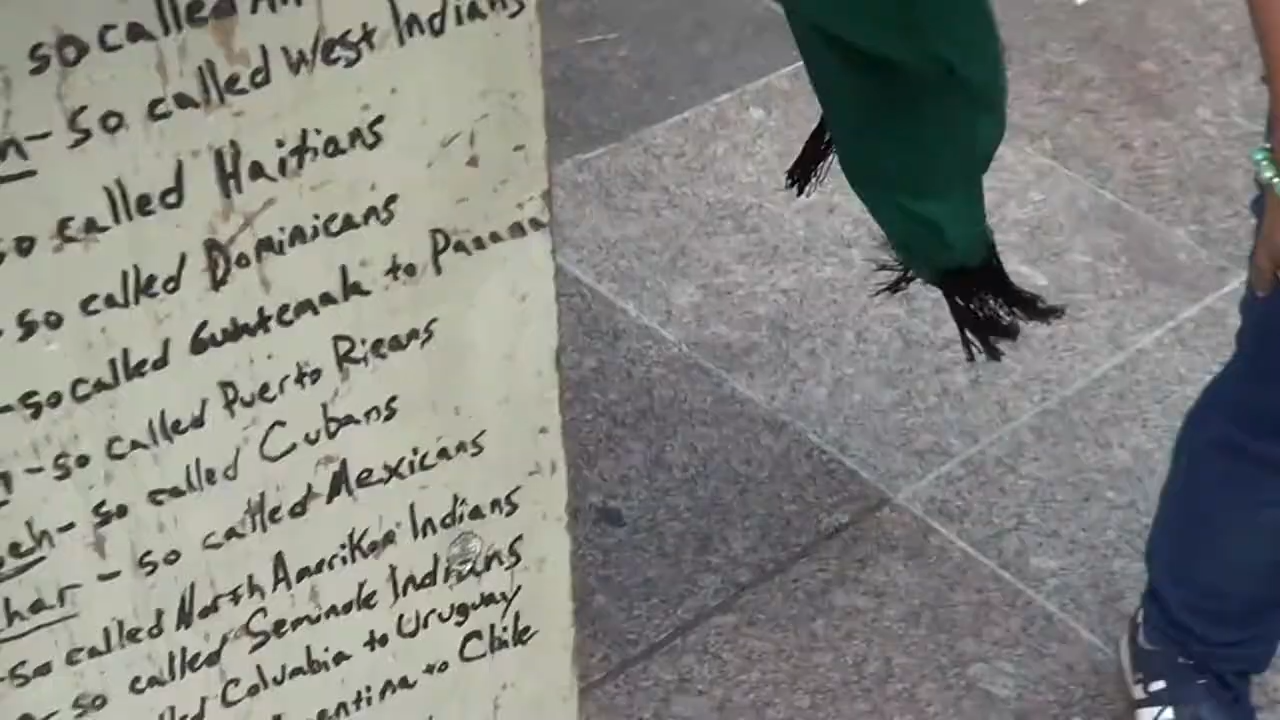 so called
n- so called West Indians
so called Haitians
- so called Dominicans
- so called Guatemala to Panama
- so called Puerto Ricans
eh- so called Cubans
har - so called Mexicans
- so called North AmeriKan Indians
- so called Seminole Indians
Columbia to Uruguay
entina to Chile